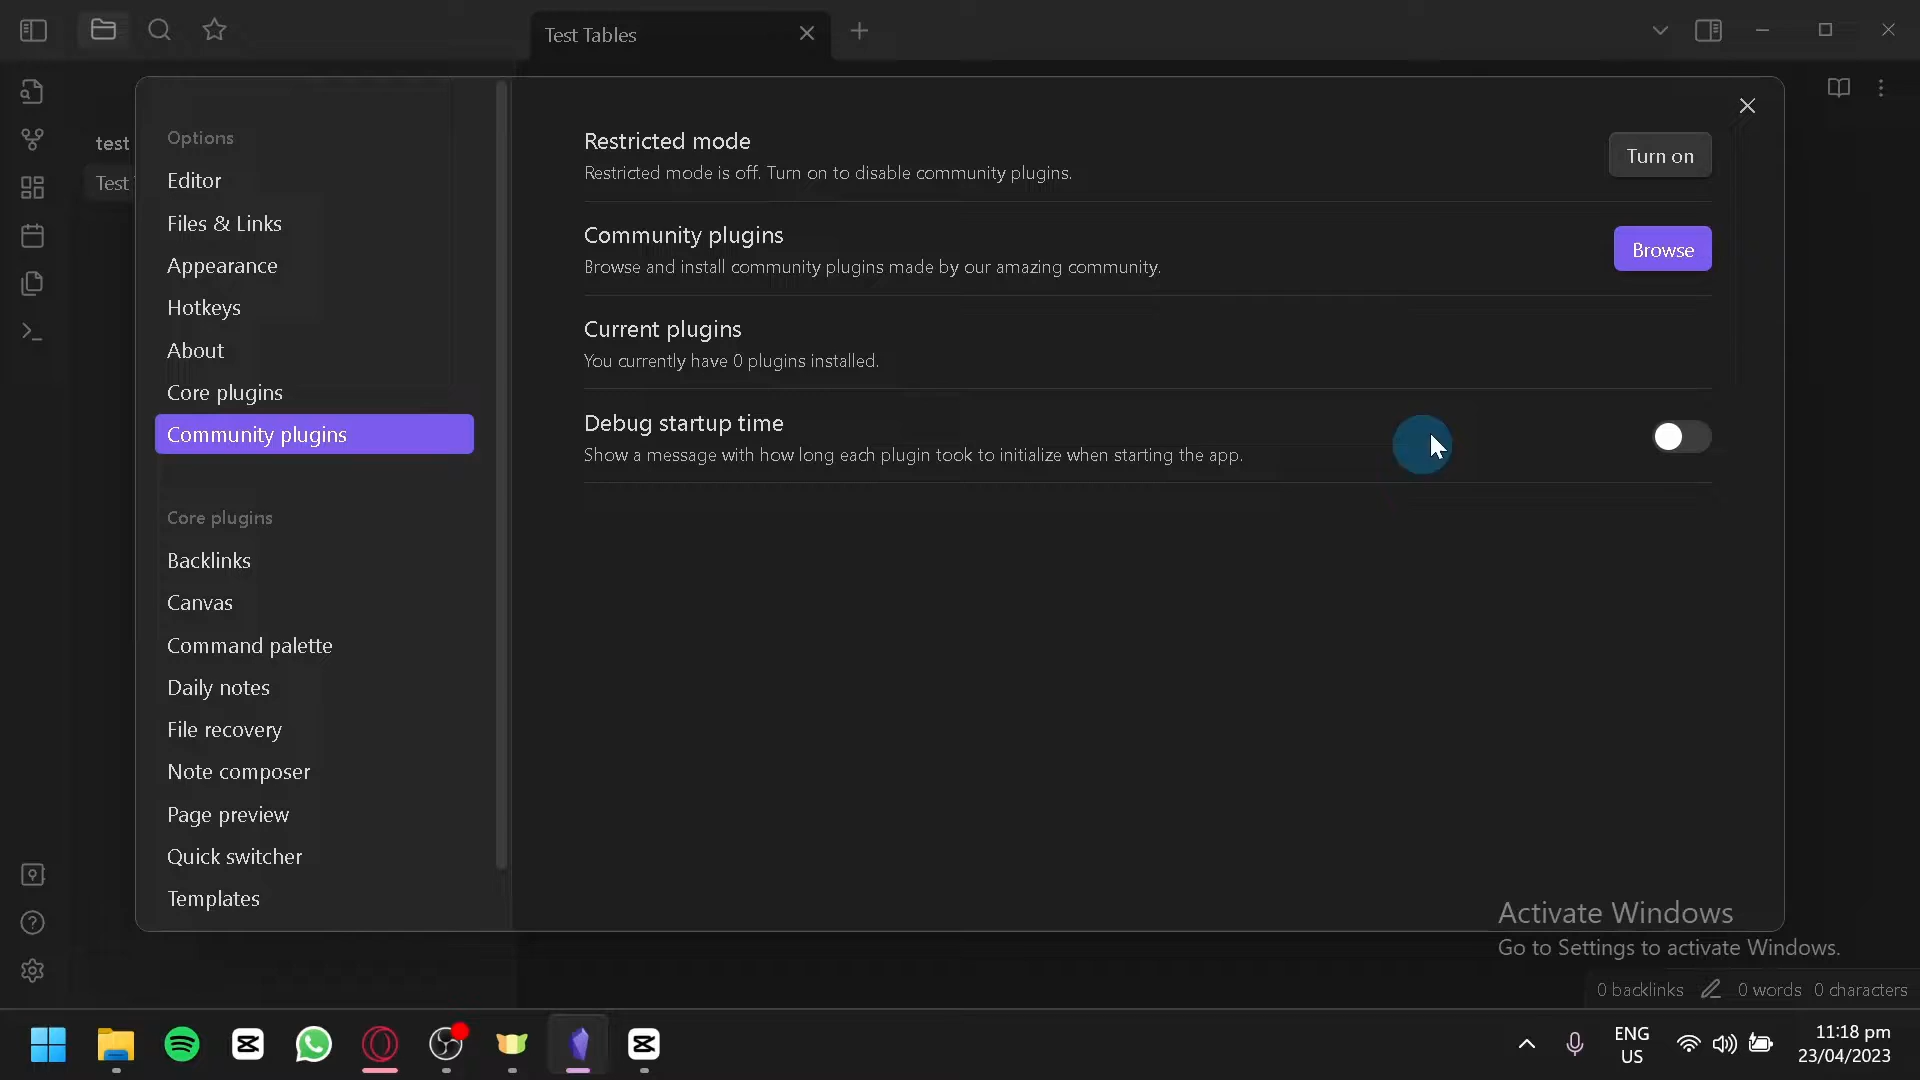 Test Tables
test
Test
Options
Editor
Files & Links
Appearance
Hotkeys
About
Core plugins
Community plugins
Core plugins
Backlinks
Canvas
Command palette
Daily notes
File recovery
Note composer
Page preview
Quick switcher
Templates
Restricted mode
Restricted mode is off. Turn on to disable community plugins.
Turn on
Community plugins
Browse and install community plugins made by our amazing community.
Browse
Current plugins
You currently have 0 plugins installed.
Debug startup time
Show a message with how long each plugin took to initialize when starting the app.
Activate Windows
Go to Settings to activate Windows.
0 backlinks 0 words 0 characters
ENG
US
11:18 pm
23/04/2023